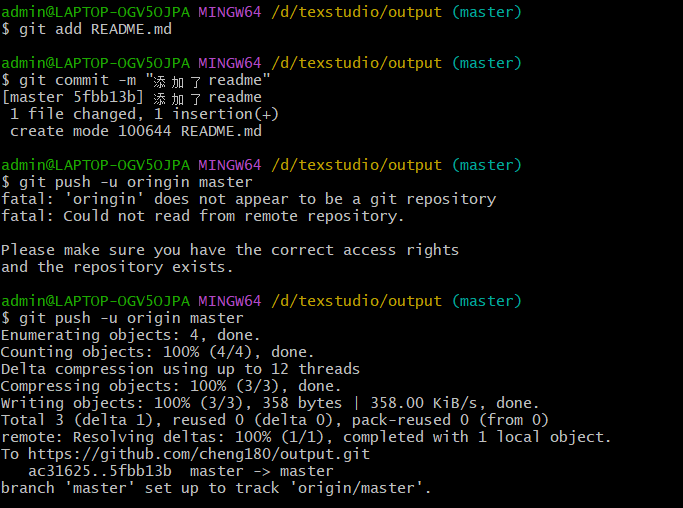 admin@LAPTOP-OGV5OJPA MINGW64 /d/texstudio/output (master)
$ git add README.md
admin@LAPTOP-OGV5OJPA MINGW64 /d/texstudio/output (master)
$ git commit -m "添加了readme"
[master 5fbb13b] 添加了readme
 1 file changed, 1 insertion(+)
 create mode 100644 README.md
admin@LAPTOP-OGV5OJPA MINGW64 /d/texstudio/output (master)
$ git push -u oringin master
fatal: 'oringin' does not appear to be a git repository
fatal: Could not read from remote repository.
Please make sure you have the correct access rights
and the repository exists.
admin@LAPTOP-OGV5OJPA MINGW64 /d/texstudio/output (master)
$ git push -u origin master
Enumerating objects: 4, done.
Counting objects: 100% (4/4), done.
Delta compression using up to 12 threads
Compressing objects: 100% (3/3), done.
Writing objects: 100% (3/3), 358 bytes | 358.00 KiB/s, done.
Total 3 (delta 1), reused 0 (delta 0), pack-reused 0 (from 0)
remote: Resolving deltas: 100% (1/1), completed with 1 local object.
To https://github.com/cheng180/output.git
   ac31625..5fbb13b  master -> master
branch 'master' set up to track 'origin/master'.